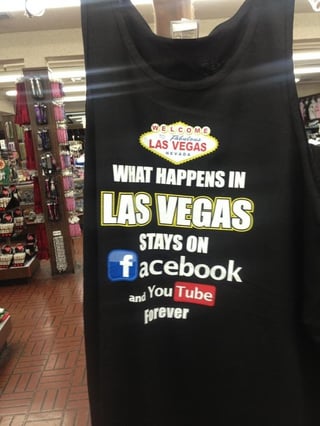 WELCOME
TO Fabulous
LAS VEGAS
NEVADA
WHAT HAPPENS IN
LAS VEGAS
STAYS ON
facebook
and YouTube
Forever